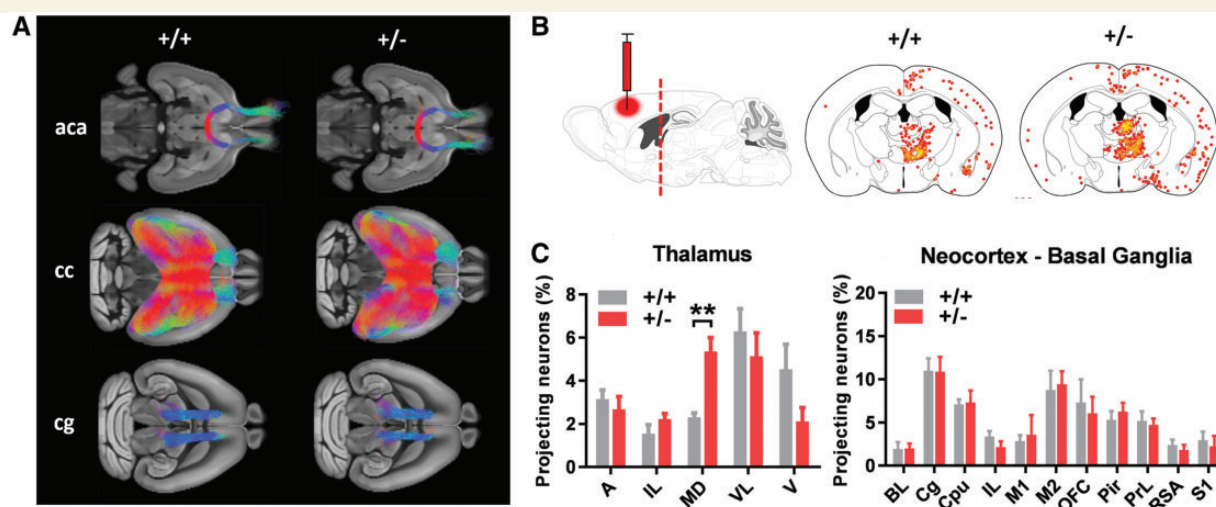 A
+/+
+/-
aca
cc
cg
B
+/+
+/-
C
Thalamus
Projecting neurons (%)
8
6
4
2
0
+/+
+/-
**
A
IL
MD
VL
V
Neocortex - Basal Ganglia
Projecting neurons (%)
20
15
10
5
0
+/+
+/-
BL
Cg
Cpu
IL
M1
M2
OFC
Pir
PrL
RSA
S1